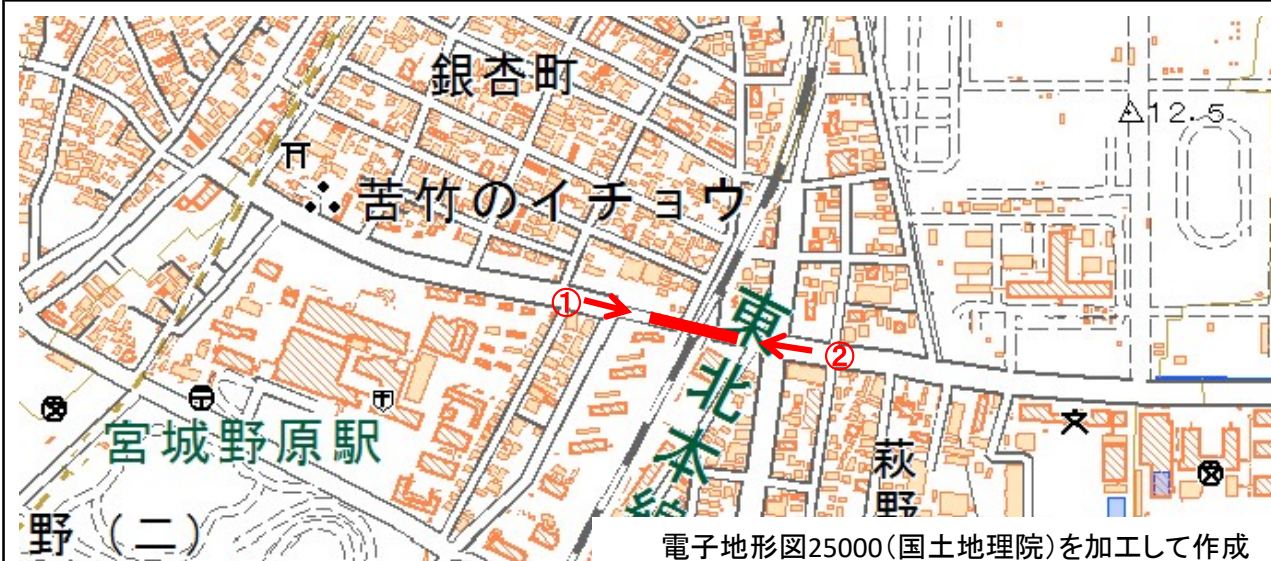 銀杏町
12.5
苦竹のイチョウ
①
②
東北本線
宮城野原駅
萩野
野(二)
電子地形図25000(国土地理院)を加工して作成